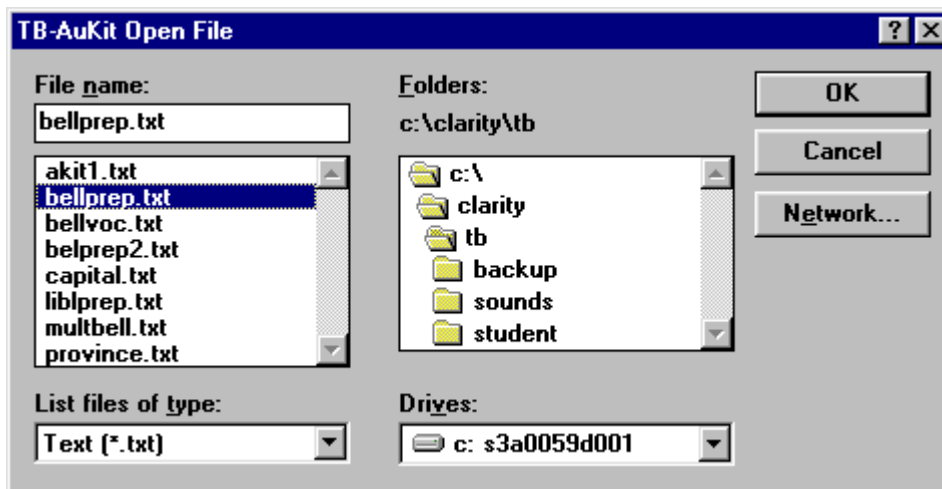 TB-AuKit Open File
File name:
bellprep.txt
akit1.txt
bellprep.txt
bellvoc.txt
belprep2.txt
capital.txt
liblprep.txt
multbell.txt
province.txt
List files of type:
Text (*.txt)
Folders:
c:\clarity\tb
c:\
clarity
tb
backup
sounds
student
Drives:
c: s3a0059d001
OK
Cancel
Network...